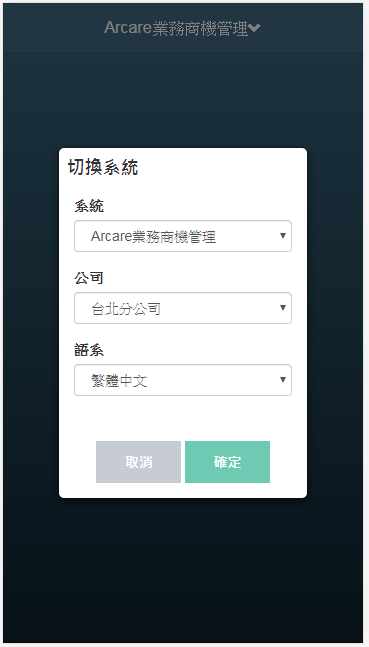 Arcare業務商機管理
切換系統
系統
Arcare業務商機管理
公司
台北分公司
語系
繁體中文
取消 確定